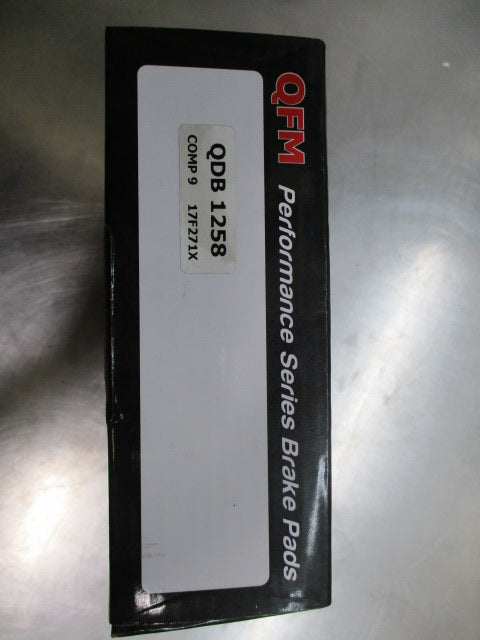 QFM Performance Series Brake Pads
QDB 1258
COMP 9 17F271X